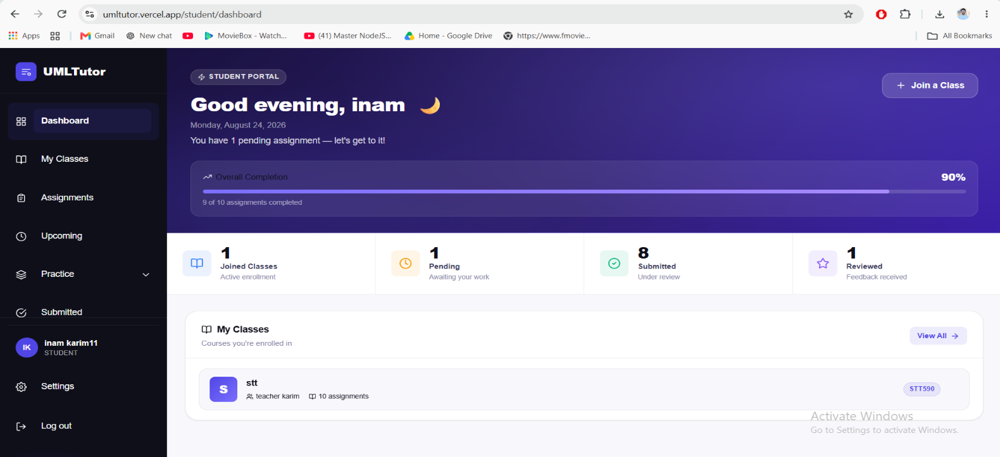 umltutor.vercel.app/student/dashboard
Apps
Gmail
New chat
MovieBox - Watch...
(41) Master NodeJS...
Home - Google Drive
https://www.fmovie...
All Bookmarks
UMLTutor
Dashboard
My Classes
Assignments
Upcoming
Practice
Submitted
IK
inam karim11
STUDENT
Settings
Log out
STUDENT PORTAL
Join a Class
Good evening, inam
Monday, August 24, 2026
You have 1 pending assignment — let's get to it!
Overall Completion
90%
9 of 10 assignments completed
1
Joined Classes
Active enrollment
1
Pending
Awaiting your work
8
Submitted
Under review
1
Reviewed
Feedback received
My Classes
Courses you're enrolled in
View All
S
stt
teacher karim
10 assignments
STT590
Activate Windows
Go to Settings to activate Windows.